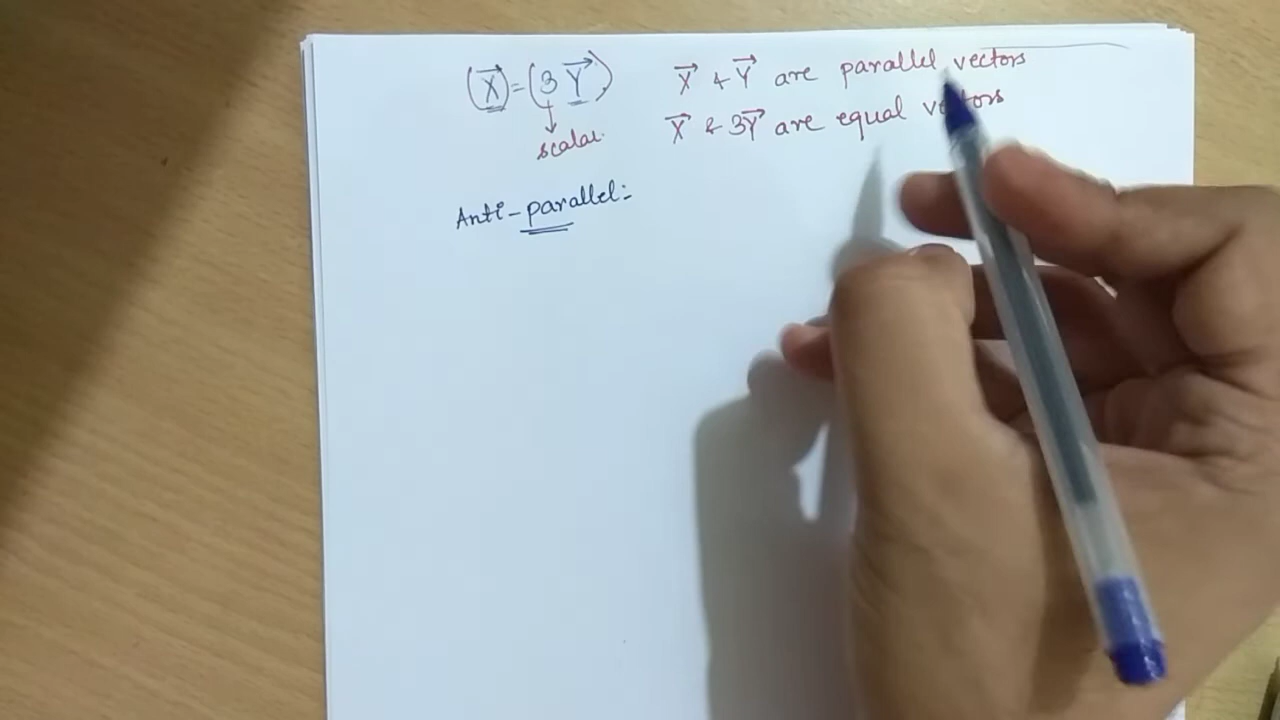 (X⃗) = (3 Y⃗)
X⃗ & Y⃗ are parallel vectors
scalar
X⃗ & 3Y⃗ are equal vectors
Anti-parallel: